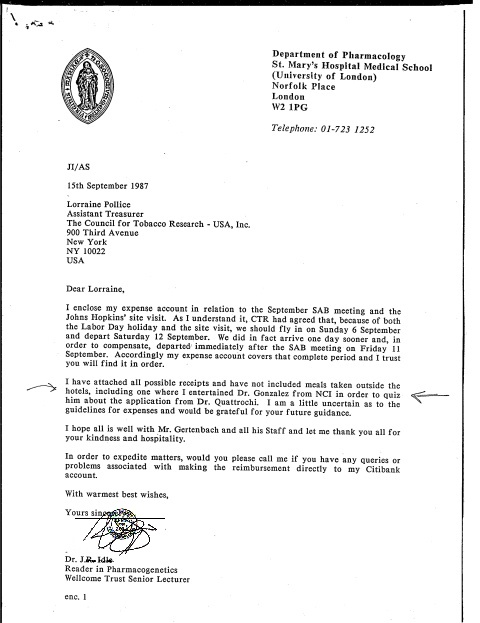 Department of Pharmacology
St. Mary's Hospital Medical School
(University of London)
Norfolk Place
London
W2 1PG
Telephone: 01-723 1252
JI/AS
15th September 1987
Lorraine Pollice
Assistant Treasurer
The Council for Tobacco Research - USA, Inc.
900 Third Avenue
New York
NY 10022
USA
Dear Lorraine,
I enclose my expense account in relation to the September SAB meeting and the
Johns Hopkins' site visit. As I understand it, CTR had agreed that, because of both
the Labor Day holiday and the site visit, we should fly in on Sunday 6 September
and depart Saturday 12 September. We did in fact arrive one day sooner and, in
order to compensate, departed immediately after the SAB meeting on Friday 11
September. Accordingly my expense account covers that complete period and I trust
you will find it in order.
I have attached all possible receipts and have not included meals taken outside the
hotels, including one where I entertained Dr. Gonzalez from NCI in order to quiz
him about the application from Dr. Quattrochi. I am a little uncertain as to the
guidelines for expenses and would be grateful for your future guidance.
I hope all is well with Mr. Gertenbach and all his Staff and let me thank you all for
your kindness and hospitality.
In order to expedite matters, would you please call me if you have any queries or
problems associated with making the reimbursement directly to my Citibank
account.
With warmest best wishes,
Yours sincerely,
Dr. J.R. Idle
Reader in Pharmacogenetics
Wellcome Trust Senior Lecturer
enc. 1